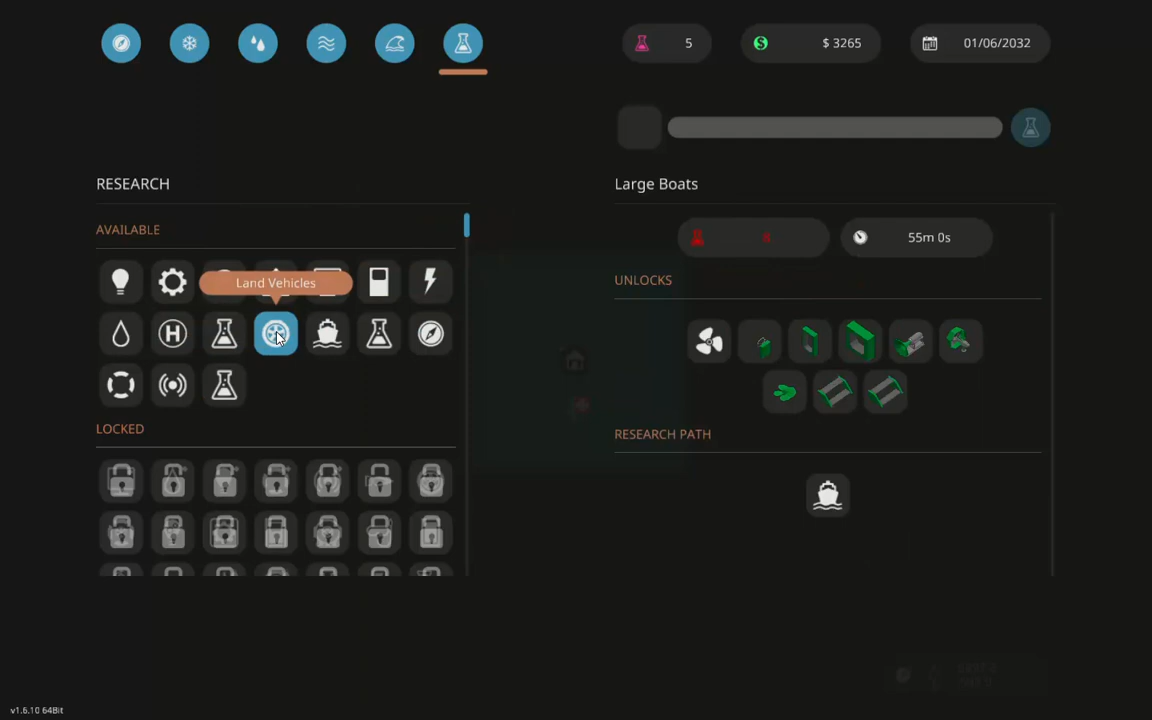 5
$ 3265
01/06/2032
RESEARCH
Large Boats
AVAILABLE
55m 0s
Land Vehicles
UNLOCKS
H
LOCKED
RESEARCH PATH
v1.6.10 64Bit